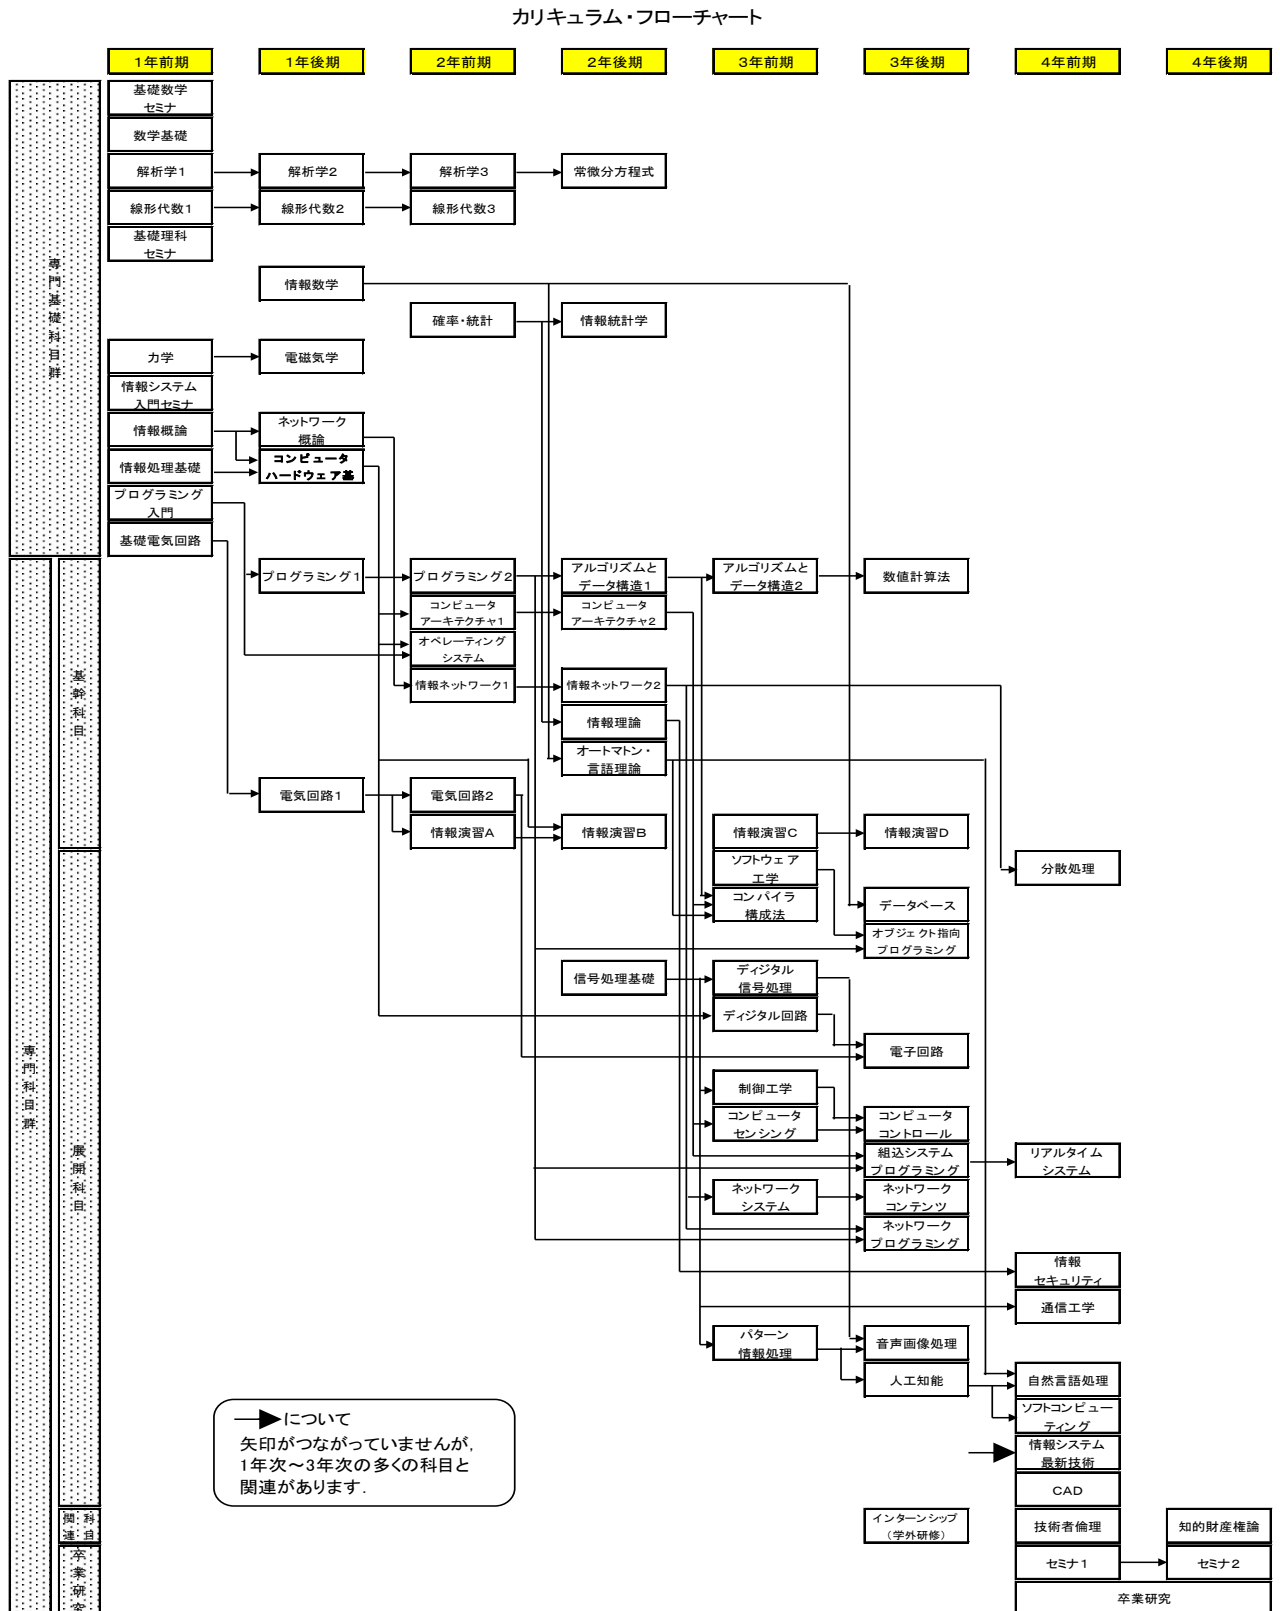 カリキュラム・フローチャート
1年前期
1年後期
2年前期
2年後期
3年前期
3年後期
4年前期
4年後期
専門基礎科目群
基礎数学
セミナ
数学基礎
解析学1
解析学2
解析学3
常微分方程式
線形代数1
線形代数2
線形代数3
基礎理科
セミナ
情報数学
確率・統計
情報統計学
力学
電磁気学
情報システム
入門セミナ
情報概論
ネットワーク
概論
情報処理基礎
コンピュータ
ハードウェア基
プログラミング
入門
基礎電気回路
専門科目群
基幹科目
プログラミング1
プログラミング2
アルゴリズムと
データ構造1
アルゴリズムと
データ構造2
数値計算法
コンピュータ
アーキテクチャ1
コンピュータ
アーキテクチャ2
オペレーティング
システム
情報ネットワーク1
情報ネットワーク2
情報理論
オートマトン・
言語理論
電気回路1
電気回路2
情報演習A
情報演習B
情報演習C
情報演習D
展開科目
ソフトウェア
工学
分散処理
コンパイラ
構成法
データベース
オブジェクト指向
プログラミング
信号処理基礎
ディジタル
信号処理
ディジタル回路
電子回路
制御工学
コンピュータ
センシング
コンピュータ
コントロール
組込システム
プログラミング
リアルタイム
システム
ネットワーク
システム
ネットワーク
コンテンツ
ネットワーク
プログラミング
情報
セキュリティ
通信工学
パターン
情報処理
音声画像処理
人工知能
自然言語処理
ソフトコンピュー
ティング
情報システム
最新技術
CAD
について
矢印がつながっていませんが,
1年次～3年次の多くの科目と
関連があります.
関連科目
インターンシップ
(学外研修)
技術者倫理
知的財産権論
卒業研究
セミナ1
セミナ2
卒業研究